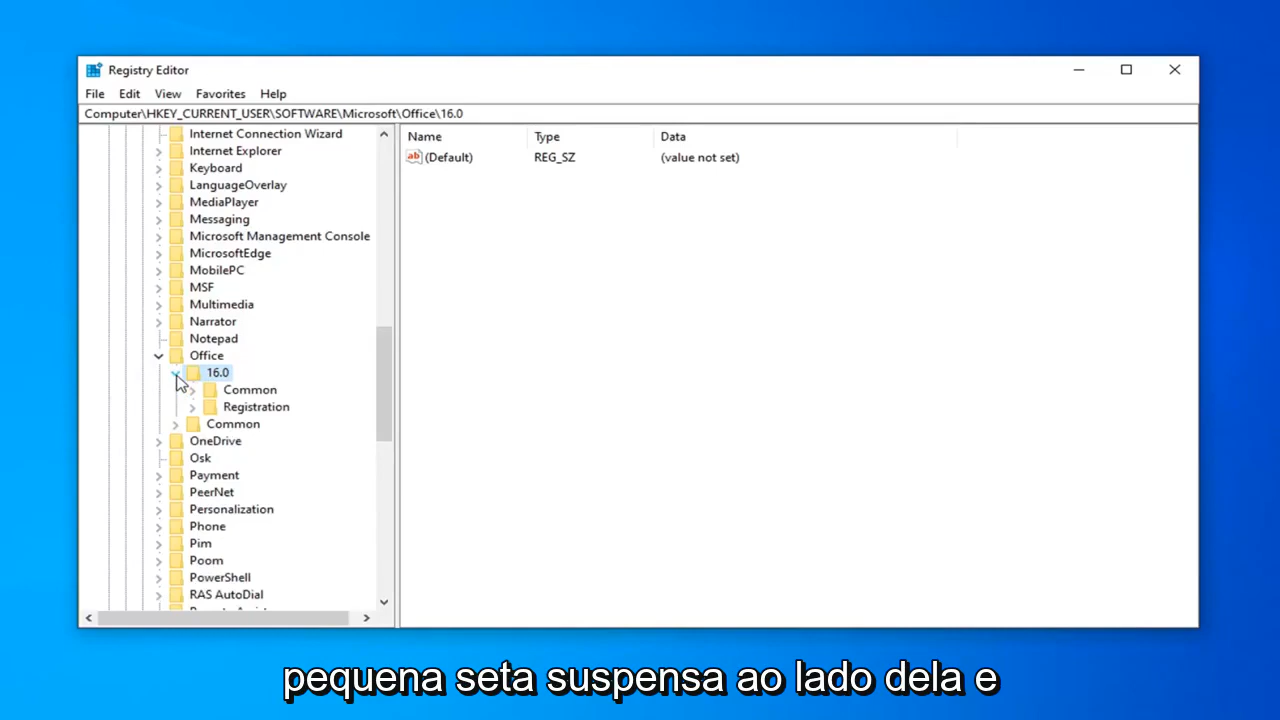 Registry Editor
File Edit View Favorites Help
Computer\HKEY_CURRENT_USER\SOFTWARE\Microsoft\Office\16.0
Internet Connection Wizard
Internet Explorer
Keyboard
LanguageOverlay
MediaPlayer
Messaging
Microsoft Management Console
MicrosoftEdge
MobilePC
MSF
Multimedia
Narrator
Notepad
Office
16.0
Common
Registration
Common
OneDrive
Osk
Payment
PeerNet
Personalization
Phone
Pim
Poom
PowerShell
RAS AutoDial
Name Type Data
ab (Default) REG_SZ (value not set)
pequena seta suspensa ao lado dela e